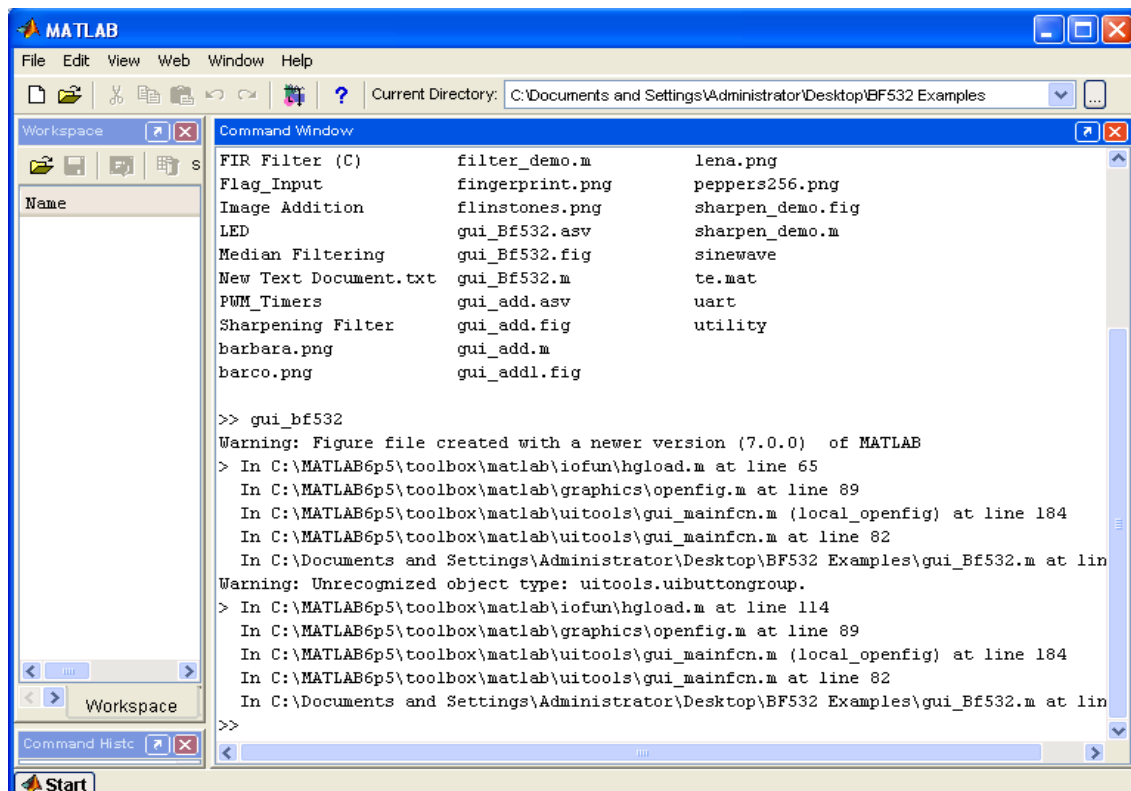 MATLAB
File Edit View Web Window Help
? Current Directory: C:\Documents and Settings\Administrator\Desktop\BF532 Examples ...
Workspace
S
Name
Workspace
Command Histc
Command Window
FIR Filter (C) filter_demo.m lena.png
Flag_Input fingerprint.png peppers256.png
Image Addition flinstones.png sharpen_demo.fig
LED gui_Bf532.asv sharpen_demo.m
Median Filtering gui_Bf532.fig sinewave
New Text Document.txt gui_Bf532.m te.mat
PWM_Timers gui_add.asv uart
Sharpening Filter gui_add.fig utility
barbara.png gui_add.m
barco.png gui_add1.fig
>> gui_bf532
Warning: Figure file created with a newer version (7.0.0) of MATLAB
> In C:\MATLAB6p5\toolbox\matlab\iofun\hgload.m at line 65
In C:\MATLAB6p5\toolbox\matlab\graphics\openfig.m at line 89
In C:\MATLAB6p5\toolbox\matlab\uitools\gui_mainfcn.m (local_openfig) at line 184
In C:\MATLAB6p5\toolbox\matlab\uitools\gui_mainfcn.m at line 82
In C:\Documents and Settings\Administrator\Desktop\BF532 Examples\gui_Bf532.m at lin
Warning: Unrecognized object type: uitools.uibuttongroup.
> In C:\MATLAB6p5\toolbox\matlab\iofun\hgload.m at line 114
In C:\MATLAB6p5\toolbox\matlab\graphics\openfig.m at line 89
In C:\MATLAB6p5\toolbox\matlab\uitools\gui_mainfcn.m (local_openfig) at line 184
In C:\MATLAB6p5\toolbox\matlab\uitools\gui_mainfcn.m at line 82
In C:\Documents and Settings\Administrator\Desktop\BF532 Examples\gui_Bf532.m at lin
>>
Start